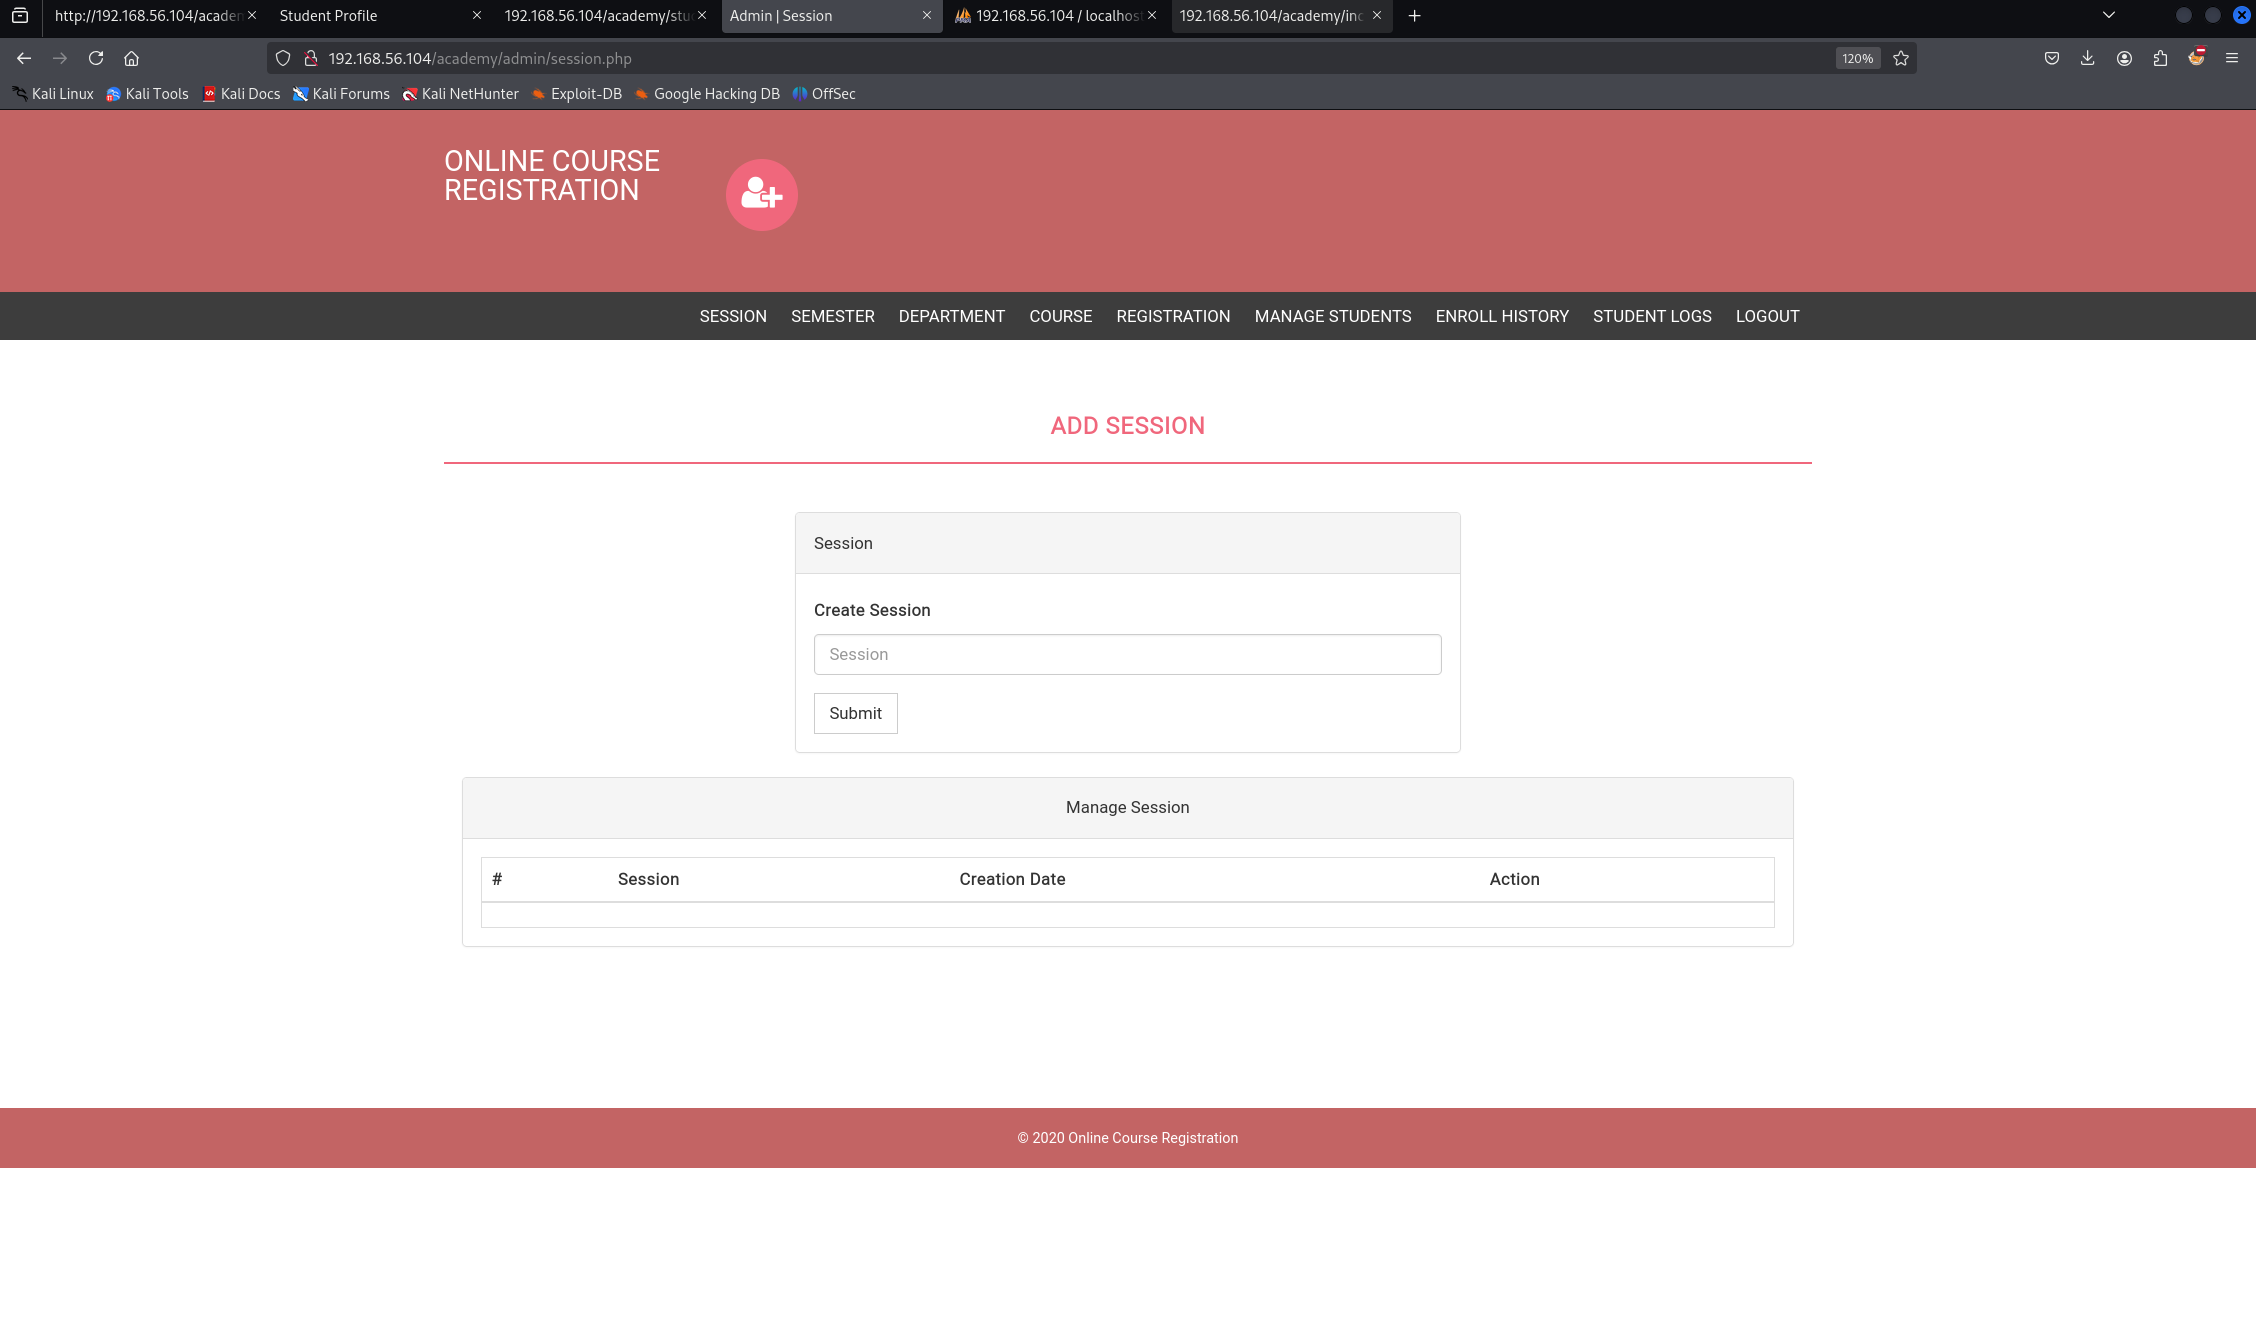 http://192.168.56.104/academ
Student Profile
192.168.56.104/academy/stu
Admin | Session
192.168.56.104 / localhost
192.168.56.104/academy/inc
192.168.56.104/academy/admin/session.php
120%
Kali Linux
Kali Tools
Kali Docs
Kali Forums
Kali NetHunter
Exploit-DB
Google Hacking DB
OffSec
ONLINE COURSE
REGISTRATION
SESSION
SEMESTER
DEPARTMENT
COURSE
REGISTRATION
MANAGE STUDENTS
ENROLL HISTORY
STUDENT LOGS
LOGOUT
ADD SESSION
Session
Create Session
Session
Submit
Manage Session
# Session Creation Date Action
© 2020 Online Course Registration